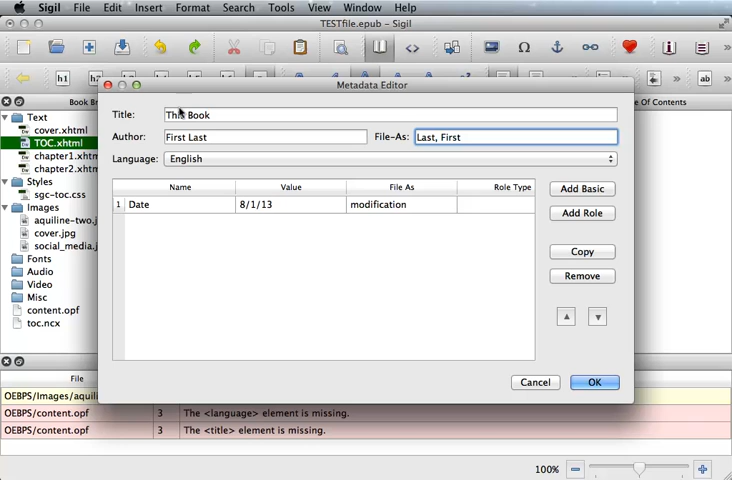 Sigil File Edit Insert Format Search Tools View Window Help
TESTfile.epub - Sigil
h1 ab
Book Br e Of Contents
Metadata Editor
Title: This Book
Author: First Last File-As: Last, First
Language: English
Name Value File As Role Type
1 Date 8/1/13 modification
Add Basic
Add Role
Copy
Remove
Cancel OK
Text
cover.xhtml
TOC.xhtml
chapter1.xhtm
chapter2.xhtm
Styles
sgc-toc.css
Images
aquiline-two.j
cover.jpg
social_media.j
Fonts
Audio
Video
Misc
content.opf
toc.ncx
File
OEBPS/Images/aquili
OEBPS/content.opf 3 The <language> element is missing.
OEBPS/content.opf 3 The <title> element is missing.
100%